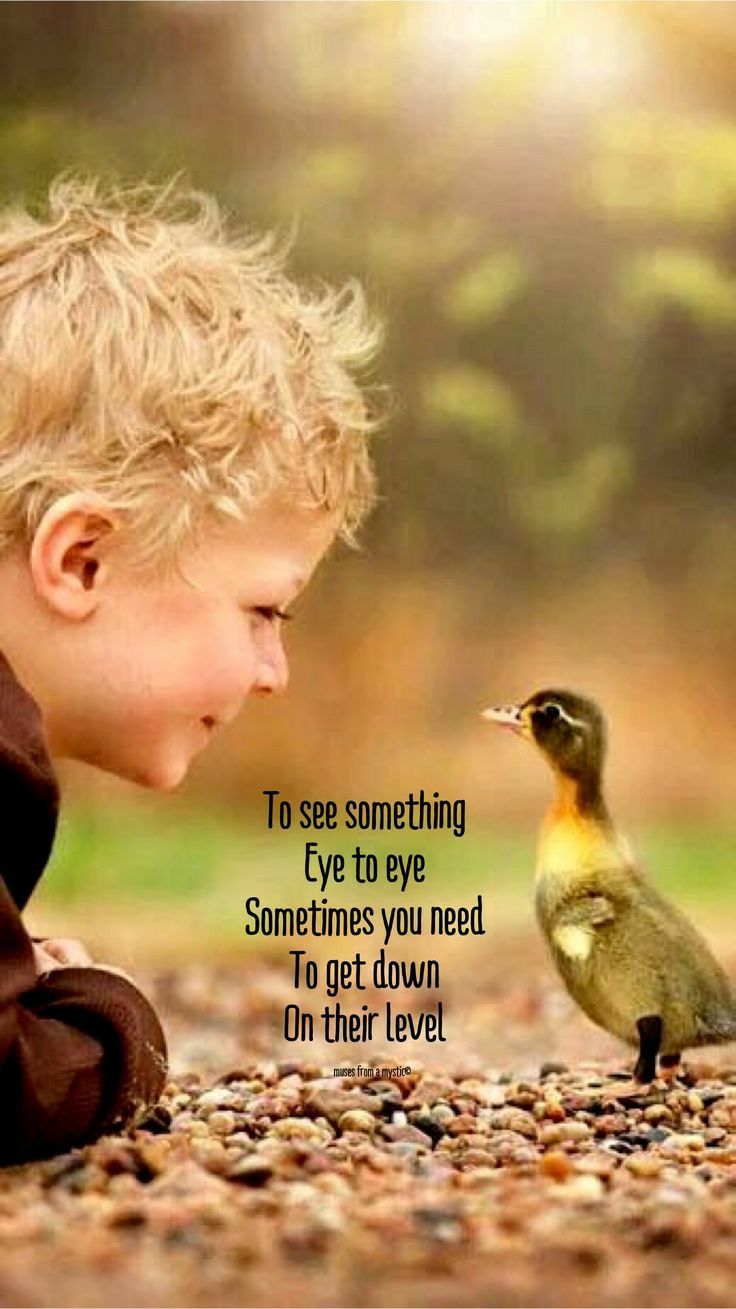 To see something
Eye to eye
Sometimes you need
To get down
On their level
muses from a mystic©